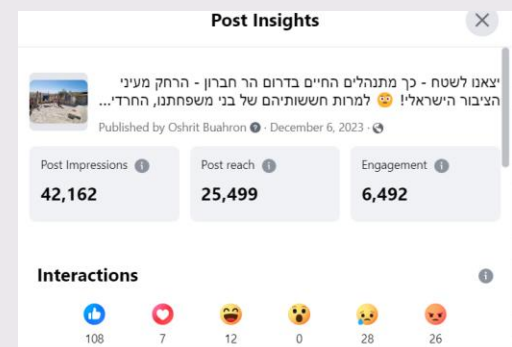 Post Insights
יצאנו לשטח - כך מתנהלים החיים בדרום הר חברון - הרחק מעיני
הציבור הישראלי! 😳 למרות חששותיהם של בני משפחתנו, החרדי...
Published by Oshrit Buahron · December 6, 2023 ·
Post Impressions
Post reach
Engagement
42,162
25,499
6,492
Interactions
108 7 12 0 28 26